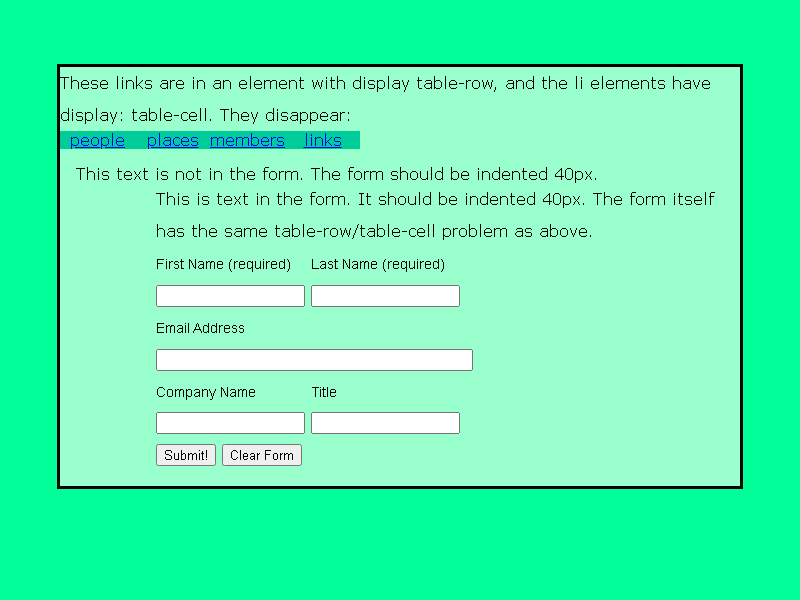 These links are in an element with display table-row, and the li elements have
display: table-cell. They disappear:
people places members links
This text is not in the form. The form should be indented 40px.
This is text in the form. It should be indented 40px. The form itself
has the same table-row/table-cell problem as above.
First Name (required) Last Name (required)
Email Address
Company Name Title
Submit! Clear Form